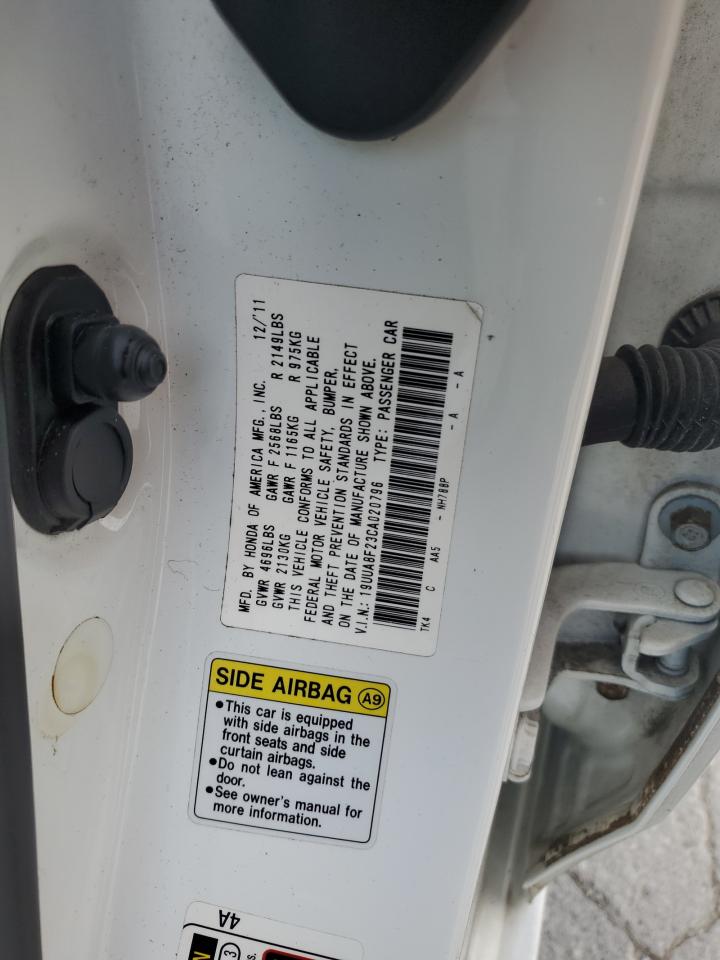 MFD. BY HONDA OF AMERICA MFG., INC. 12/'11
GVWR 4696LBS GAWR F 2568LBS R 2149LBS
GVWR 2130KG GAWR F 1165KG R 975KG
THIS VEHICLE CONFORMS TO ALL APPLICABLE
FEDERAL MOTOR VEHICLE SAFETY, BUMPER,
AND THEFT PREVENTION STANDARDS IN EFFECT
ON THE DATE OF MANUFACTURE SHOWN ABOVE.
V.I.N.: 19UUA8F23CA020796 TYPE: PASSENGER CAR
TK4 C AA5 - NH788P - A - A
SIDE AIRBAG A9
•This car is equipped
with side airbags in the
front seats and side
curtain airbags.
•Do not lean against the
door.
•See owner's manual for
more information.
4A
3